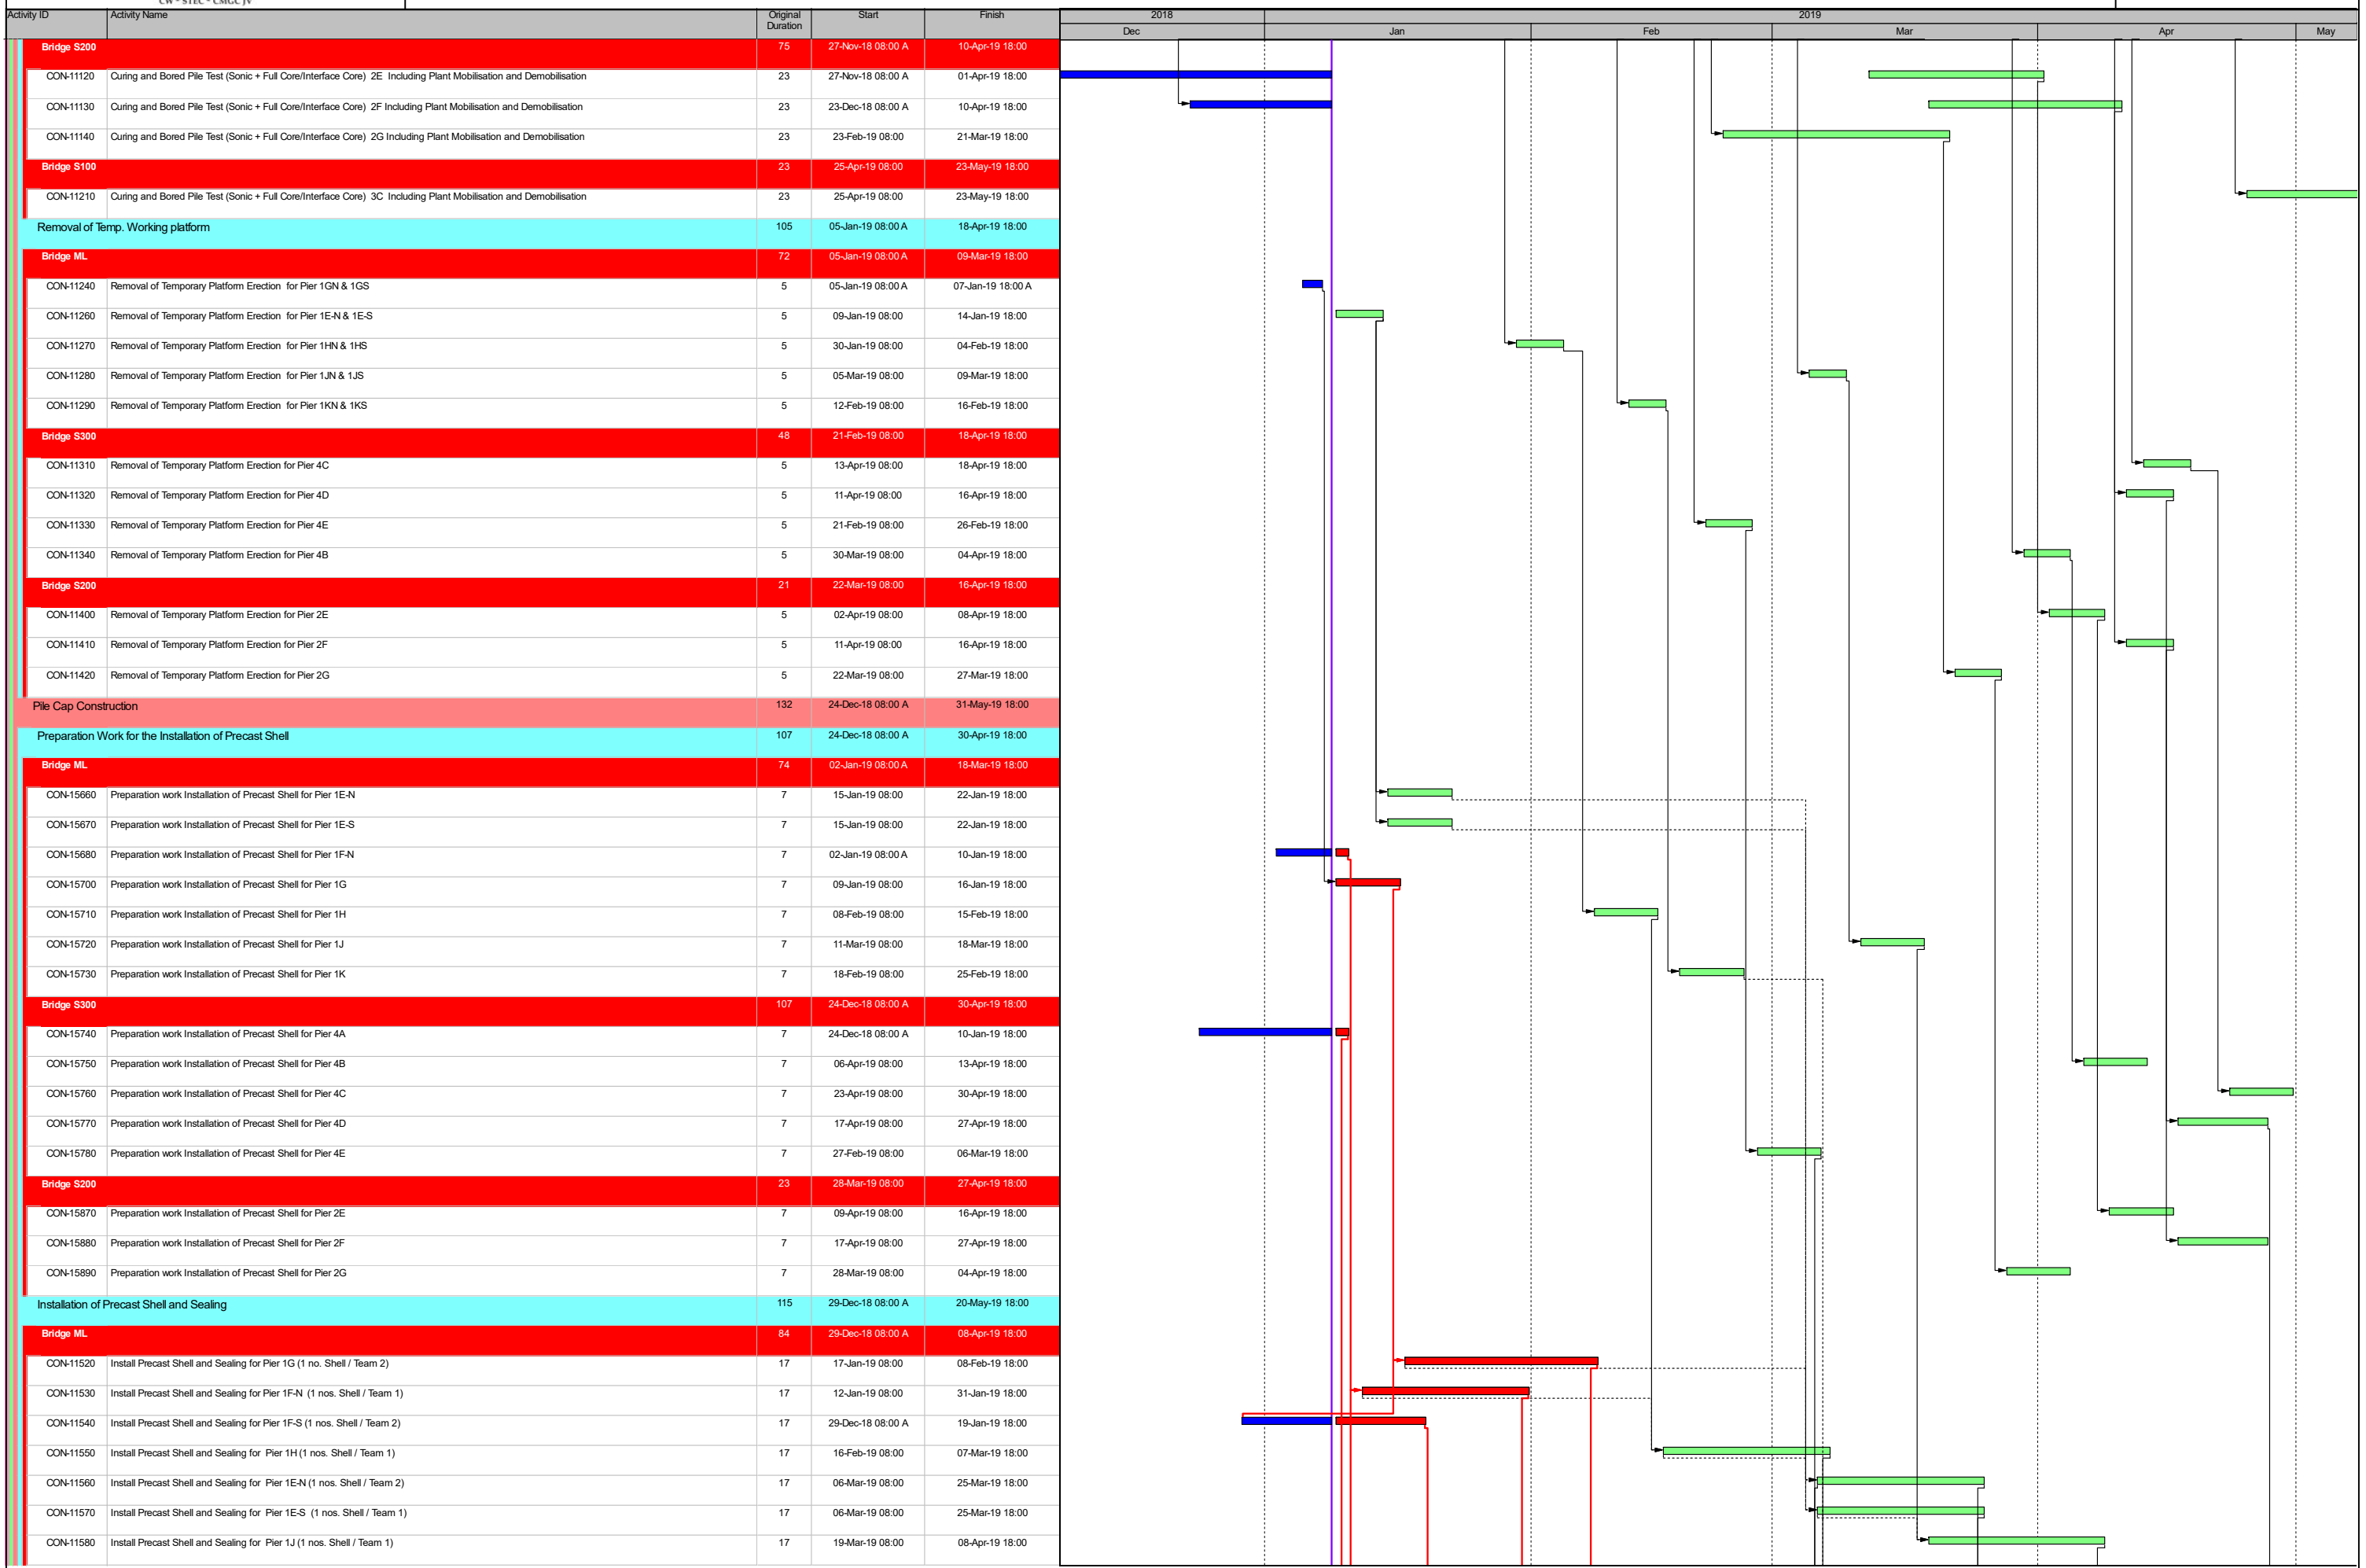 CW - STEC - CMGC JV
Activity ID Activity Name Original Duration Start Finish 2018 2019
Dec Jan Feb Mar Apr May
Bridge S200 75 27-Nov-18 08:00 A 10-Apr-19 18:00
CON-11120 Curing and Bored Pile Test (Sonic + Full Core/Interface Core) 2E Including Plant Mobilisation and Demobilisation 23 27-Nov-18 08:00 A 01-Apr-19 18:00
CON-11130 Curing and Bored Pile Test (Sonic + Full Core/Interface Core) 2F Including Plant Mobilisation and Demobilisation 23 23-Dec-18 08:00 A 10-Apr-19 18:00
CON-11140 Curing and Bored Pile Test (Sonic + Full Core/Interface Core) 2G Including Plant Mobilisation and Demobilisation 23 23-Feb-19 08:00 21-Mar-19 18:00
Bridge S100 23 25-Apr-19 08:00 23-May-19 18:00
CON-11210 Curing and Bored Pile Test (Sonic + Full Core/Interface Core) 3C Including Plant Mobilisation and Demobilisation 23 25-Apr-19 08:00 23-May-19 18:00
Removal of Temp. Working platform 105 05-Jan-19 08:00 A 18-Apr-19 18:00
Bridge ML 72 05-Jan-19 08:00 A 09-Mar-19 18:00
CON-11240 Removal of Temporary Platform Erection for Pier 1GN & 1GS 5 05-Jan-19 08:00 A 07-Jan-19 18:00 A
CON-11260 Removal of Temporary Platform Erection for Pier 1E-N & 1E-S 5 09-Jan-19 08:00 14-Jan-19 18:00
CON-11270 Removal of Temporary Platform Erection for Pier 1HN & 1HS 5 30-Jan-19 08:00 04-Feb-19 18:00
CON-11280 Removal of Temporary Platform Erection for Pier 1JN & 1JS 5 05-Mar-19 08:00 09-Mar-19 18:00
CON-11290 Removal of Temporary Platform Erection for Pier 1KN & 1KS 5 12-Feb-19 08:00 16-Feb-19 18:00
Bridge S300 48 21-Feb-19 08:00 18-Apr-19 18:00
CON-11310 Removal of Temporary Platform Erection for Pier 4C 5 13-Apr-19 08:00 18-Apr-19 18:00
CON-11320 Removal of Temporary Platform Erection for Pier 4D 5 11-Apr-19 08:00 16-Apr-19 18:00
CON-11330 Removal of Temporary Platform Erection for Pier 4E 5 21-Feb-19 08:00 26-Feb-19 18:00
CON-11340 Removal of Temporary Platform Erection for Pier 4B 5 30-Mar-19 08:00 04-Apr-19 18:00
Bridge S200 21 22-Mar-19 08:00 16-Apr-19 18:00
CON-11400 Removal of Temporary Platform Erection for Pier 2E 5 02-Apr-19 08:00 08-Apr-19 18:00
CON-11410 Removal of Temporary Platform Erection for Pier 2F 5 11-Apr-19 08:00 16-Apr-19 18:00
CON-11420 Removal of Temporary Platform Erection for Pier 2G 5 22-Mar-19 08:00 27-Mar-19 18:00
Pile Cap Construction 132 24-Dec-18 08:00 A 31-May-19 18:00
Preparation Work for the Installation of Precast Shell 107 24-Dec-18 08:00 A 30-Apr-19 18:00
Bridge ML 74 02-Jan-19 08:00 A 18-Mar-19 18:00
CON-15660 Preparation work Installation of Precast Shell for Pier 1E-N 7 15-Jan-19 08:00 22-Jan-19 18:00
CON-15670 Preparation work Installation of Precast Shell for Pier 1E-S 7 15-Jan-19 08:00 22-Jan-19 18:00
CON-15680 Preparation work Installation of Precast Shell for Pier 1F-N 7 02-Jan-19 08:00 A 10-Jan-19 18:00
CON-15700 Preparation work Installation of Precast Shell for Pier 1G 7 09-Jan-19 08:00 16-Jan-19 18:00
CON-15710 Preparation work Installation of Precast Shell for Pier 1H 7 08-Feb-19 08:00 15-Feb-19 18:00
CON-15720 Preparation work Installation of Precast Shell for Pier 1J 7 11-Mar-19 08:00 18-Mar-19 18:00
CON-15730 Preparation work Installation of Precast Shell for Pier 1K 7 18-Feb-19 08:00 25-Feb-19 18:00
Bridge S300 107 24-Dec-18 08:00 A 30-Apr-19 18:00
CON-15740 Preparation work Installation of Precast Shell for Pier 4A 7 24-Dec-18 08:00 A 10-Jan-19 18:00
CON-15750 Preparation work Installation of Precast Shell for Pier 4B 7 06-Apr-19 08:00 13-Apr-19 18:00
CON-15760 Preparation work Installation of Precast Shell for Pier 4C 7 23-Apr-19 08:00 30-Apr-19 18:00
CON-15770 Preparation work Installation of Precast Shell for Pier 4D 7 17-Apr-19 08:00 27-Apr-19 18:00
CON-15780 Preparation work Installation of Precast Shell for Pier 4E 7 27-Feb-19 08:00 06-Mar-19 18:00
Bridge S200 23 28-Mar-19 08:00 27-Apr-19 18:00
CON-15870 Preparation work Installation of Precast Shell for Pier 2E 7 09-Apr-19 08:00 16-Apr-19 18:00
CON-15880 Preparation work Installation of Precast Shell for Pier 2F 7 17-Apr-19 08:00 27-Apr-19 18:00
CON-15890 Preparation work Installation of Precast Shell for Pier 2G 7 28-Mar-19 08:00 04-Apr-19 18:00
Installation of Precast Shell and Sealing 115 29-Dec-18 08:00 A 20-May-19 18:00
Bridge ML 84 29-Dec-18 08:00 A 08-Apr-19 18:00
CON-11520 Install Precast Shell and Sealing for Pier 1G (1 no. Shell / Team 2) 17 17-Jan-19 08:00 08-Feb-19 18:00
CON-11530 Install Precast Shell and Sealing for Pier 1F-N (1 nos. Shell / Team 1) 17 12-Jan-19 08:00 31-Jan-19 18:00
CON-11540 Install Precast Shell and Sealing for Pier 1F-S (1 nos. Shell / Team 2) 17 29-Dec-18 08:00 A 19-Jan-19 18:00
CON-11550 Install Precast Shell and Sealing for Pier 1H (1 nos. Shell / Team 1) 17 16-Feb-19 08:00 07-Mar-19 18:00
CON-11560 Install Precast Shell and Sealing for Pier 1E-N (1 nos. Shell / Team 2) 17 06-Mar-19 08:00 25-Mar-19 18:00
CON-11570 Install Precast Shell and Sealing for Pier 1E-S (1 nos. Shell / Team 1) 17 06-Mar-19 08:00 25-Mar-19 18:00
CON-11580 Install Precast Shell and Sealing for Pier 1J (1 nos. Shell / Team 1) 17 19-Mar-19 08:00 08-Apr-19 18:00